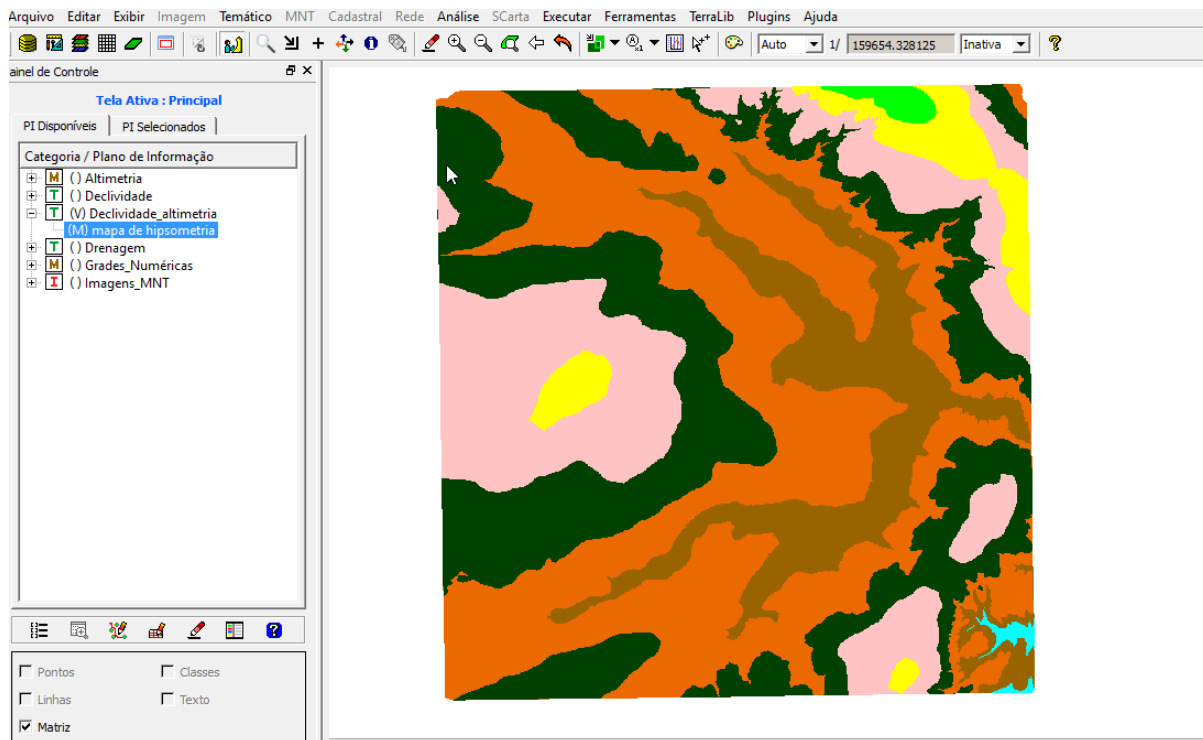 Arquivo Editar Exibir Imagem Temático MNT Cadastral Rede Análise SCarta Executar Ferramentas TerraLib Plugins Ajuda
Auto 1/ 159654.328125 Inativa
ainel de Controle
Tela Ativa : Principal
PI Disponíveis PI Selecionados
Categoria / Plano de Informação
M () Altimetria
T () Declividade
T (V) Declividade_altimetria
(M) mapa de hipsometria
T () Drenagem
M () Grades_Numéricas
I () Imagens_MNT
Pontos Classes
Linhas Texto
Matriz